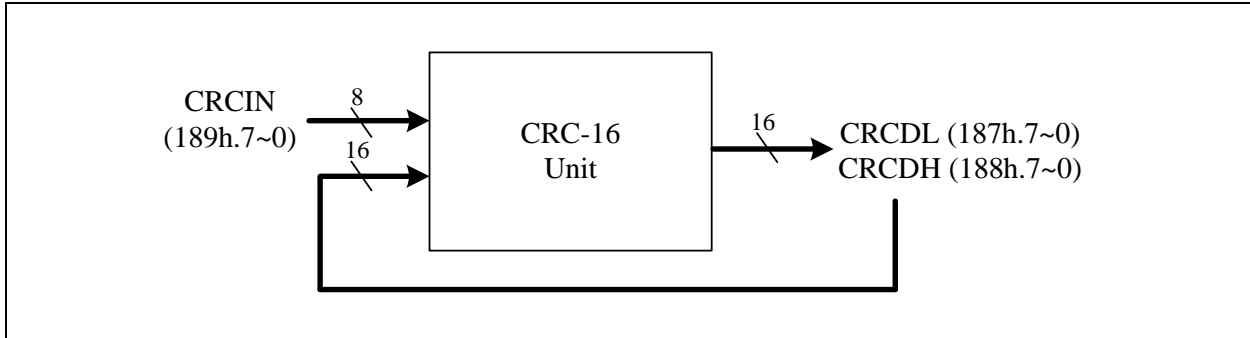 CRCIN
(189h.7~0)
8
16
CRC-16
Unit
16
CRCDL (187h.7~0)
CRCDH (188h.7~0)